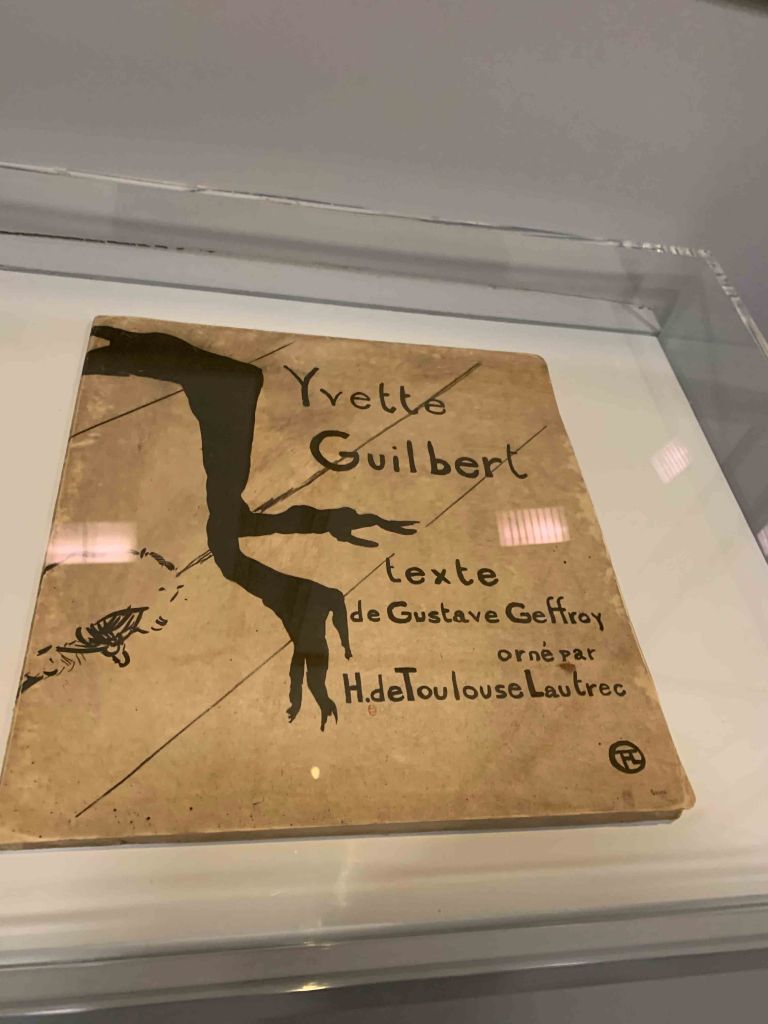 Yvette
Guilbert
texte
de Gustave Geffroy
orné par
H. de Toulouse Lautrec